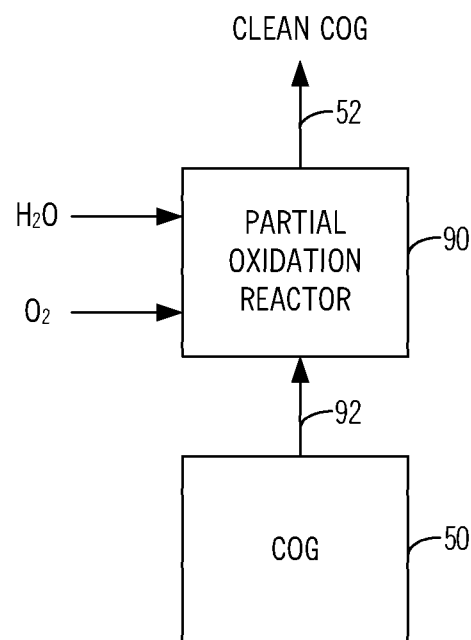 CLEAN COG
52
H₂O
PARTIAL
OXIDATION
REACTOR
90
O₂
92
COG
50